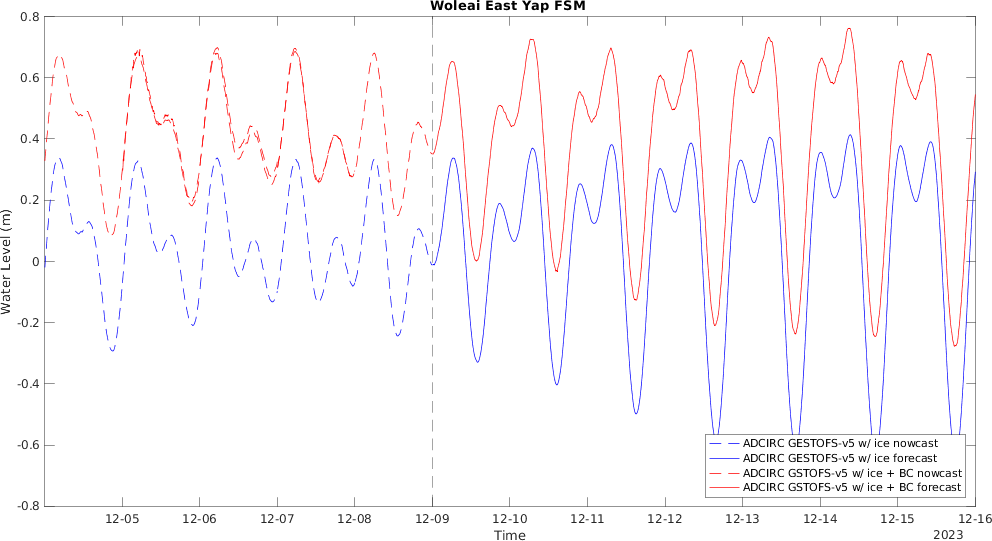 Woleai East Yap FSM
Water Level (m)
0.8
0.6
0.4
0.2
0
-0.2
-0.4
-0.6
-0.8
ADCIRC GESTOFS-v5 w/ ice nowcast
ADCIRC GESTOFS-v5 w/ ice forecast
ADCIRC GSTOFS-v5 w/ ice + BC nowcast
ADCIRC GSTOFS-v5 w/ ice + BC forecast
12-05 12-06 12-07 12-08 12-09 12-10 12-11 12-12 12-13 12-14 12-15 12-16
Time
2023